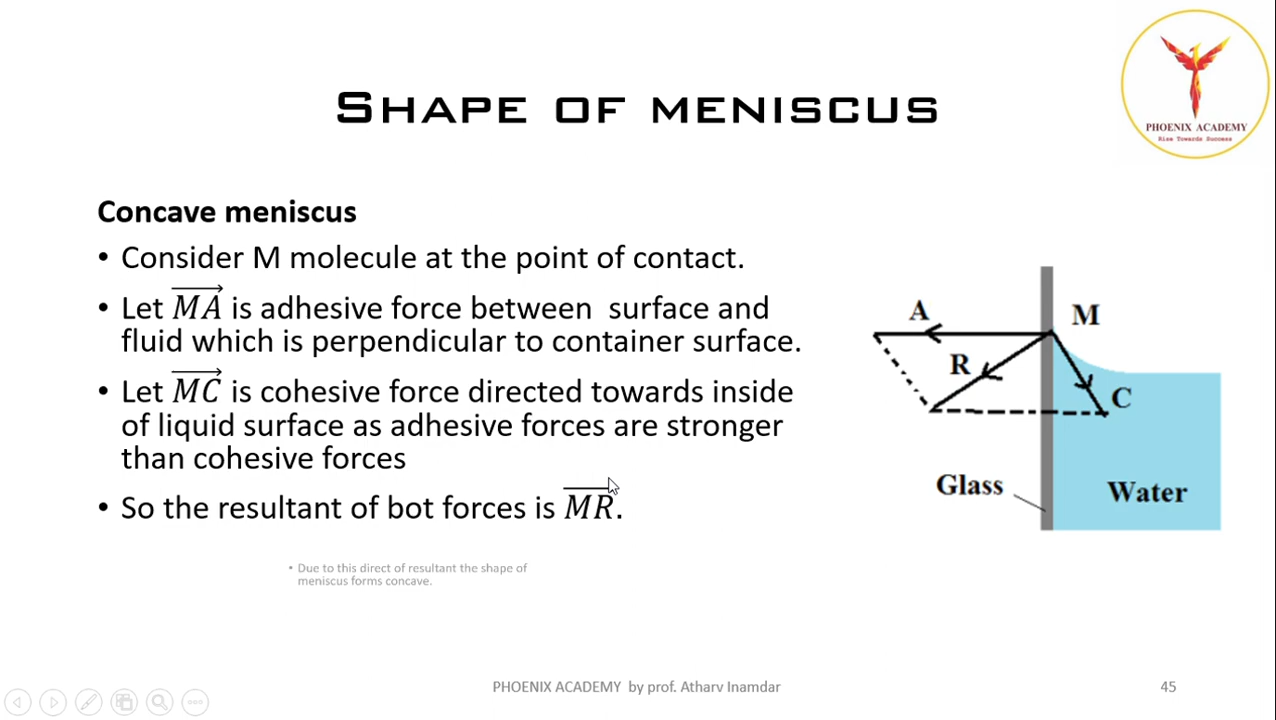 PHOENIX ACADEMY
Rise Towards Success
SHAPE OF MENISCUS
Concave meniscus
• Consider M molecule at the point of contact.
• Let $\overrightarrow{MA}$ is adhesive force between surface and
fluid which is perpendicular to container surface.
• Let $\overrightarrow{MC}$ is cohesive force directed towards inside
of liquid surface as adhesive forces are stronger
than cohesive forces
• So the resultant of bot forces is $\overrightarrow{MR}$.
• Due to this direct of resultant the shape of
meniscus forms concave.
A
M
R
C
Glass
Water
PHOENIX ACADEMY by prof. Atharv Inamdar
45